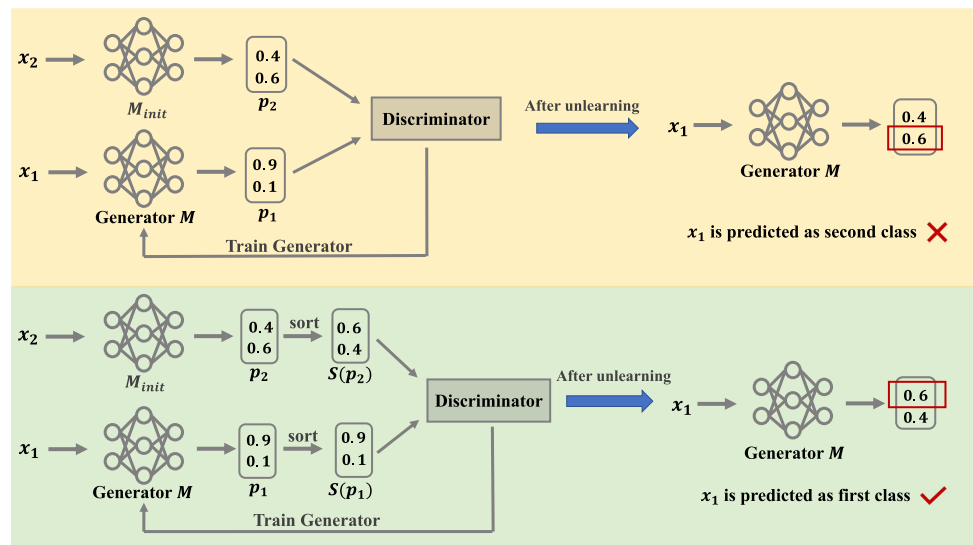 x₂
M_init
0.4
0.6
p₂
x₁
Generator M
0.9
0.1
p₁
Discriminator
Train Generator
After unlearning
x₁
Generator M
0.4
0.6
x₁ is predicted as second class
x₂
M_init
0.4
0.6
p₂
sort
0.6
0.4
S(p₂)
x₁
Generator M
0.9
0.1
p₁
sort
0.9
0.1
S(p₁)
Discriminator
Train Generator
After unlearning
x₁
Generator M
0.6
0.4
x₁ is predicted as first class